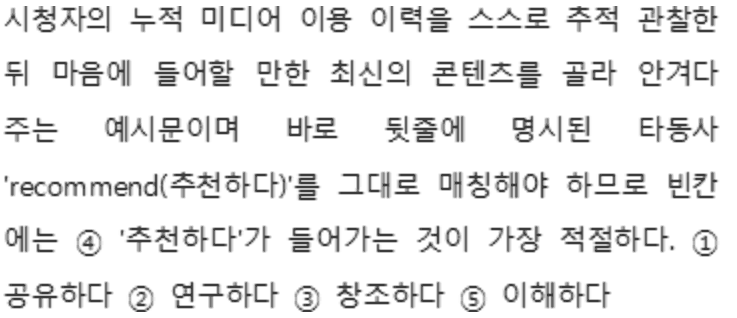 시청자의 누적 미디어 이용 이력을 스스로 추적 관찰한
뒤 마음에 들어할 만한 최신의 콘텐츠를 골라 안겨다
주는 예시문이며 바로 뒷줄에 명시된 타동사
'recommend(추천하다)'를 그대로 매칭해야 하므로 빈칸
에는 ④ '추천하다'가 들어가는 것이 가장 적절하다. ①
공유하다 ② 연구하다 ③ 창조하다 ⑤ 이해하다